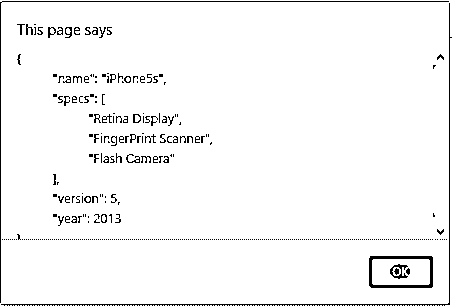 This page says
{
"name": "iPhone5s",
"specs": [
"Retina Display",
"FingerPrint Scanner",
"Flash Camera"
],
"version": 5,
"year": 2013
}
OK